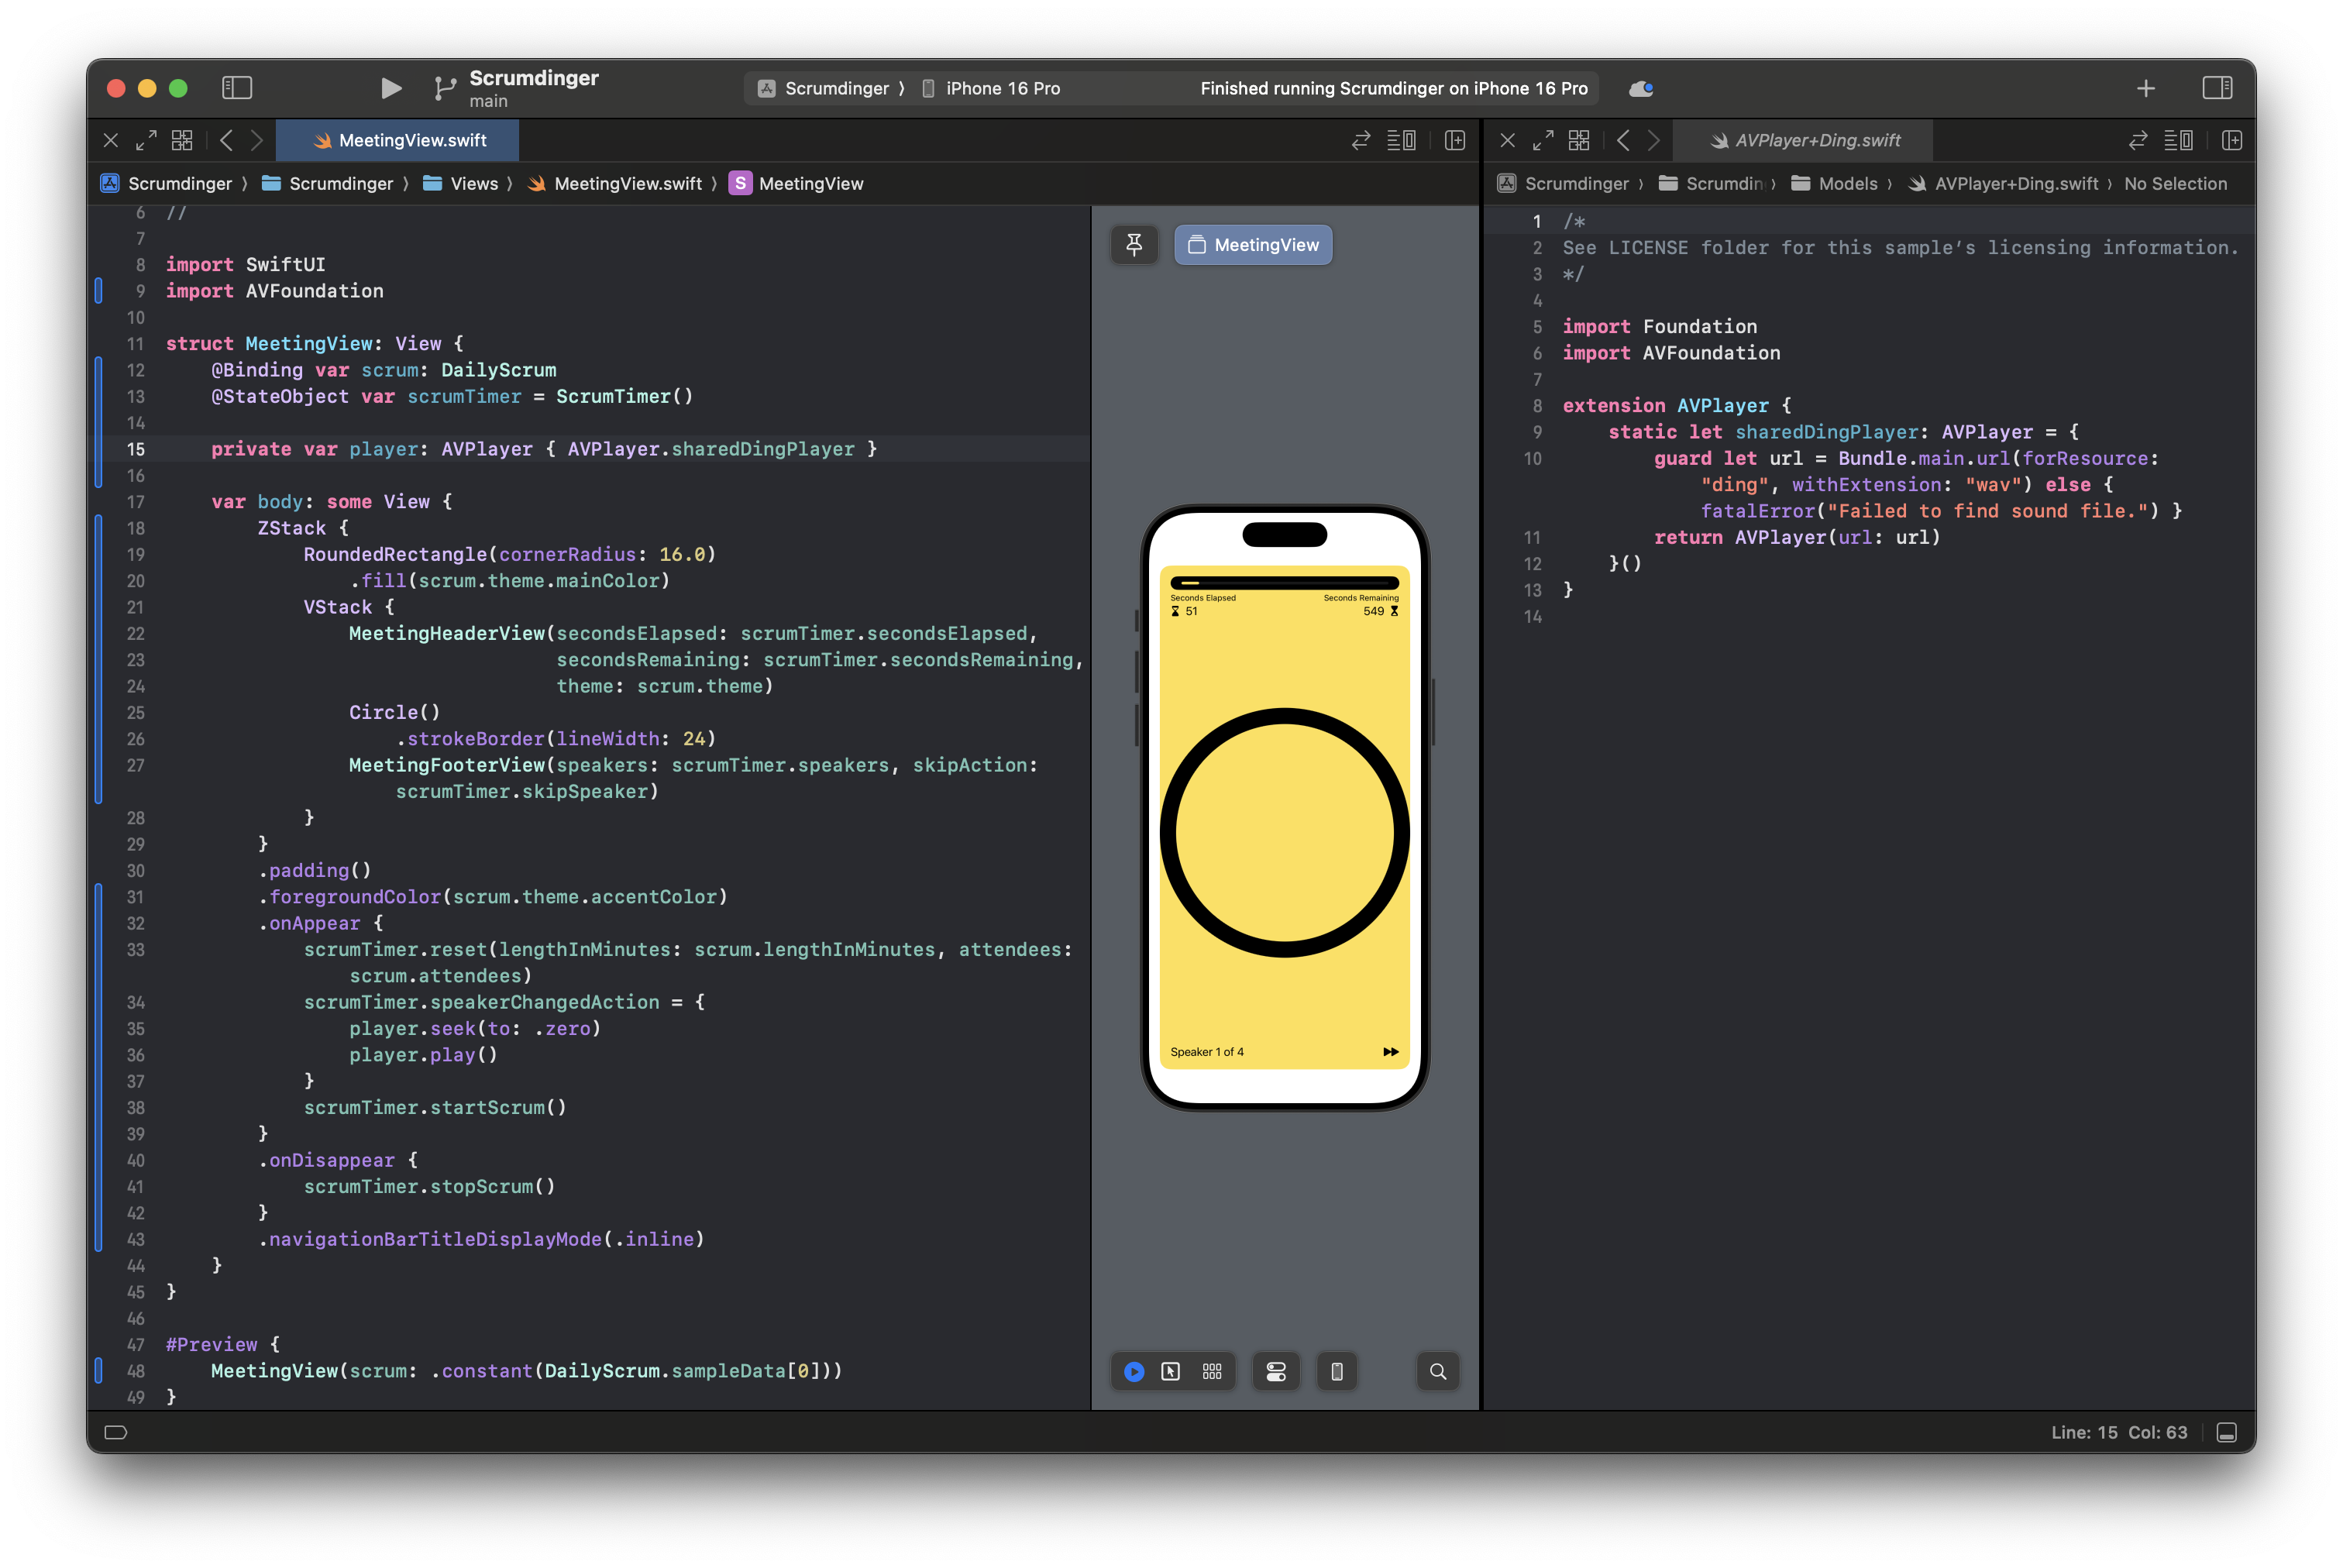 Scrumdinger
main
Scrumdinger ⟩ iPhone 16 Pro
Finished running Scrumdinger on iPhone 16 Pro
MeetingView.swift
Scrumdinger ⟩ Scrumdinger ⟩ Views ⟩ MeetingView.swift ⟩ S MeetingView
6 //
7
8 import SwiftUI
9 import AVFoundation
10
11 struct MeetingView: View {
12     @Binding var scrum: DailyScrum
13     @StateObject var scrumTimer = ScrumTimer()
14
15     private var player: AVPlayer { AVPlayer.sharedDingPlayer }
16
17     var body: some View {
18         ZStack {
19             RoundedRectangle(cornerRadius: 16.0)
20                 .fill(scrum.theme.mainColor)
21             VStack {
22                 MeetingHeaderView(secondsElapsed: scrumTimer.secondsElapsed,
23                                   secondsRemaining: scrumTimer.secondsRemaining,
24                                   theme: scrum.theme)
25                 Circle()
26                     .strokeBorder(lineWidth: 24)
27                 MeetingFooterView(speakers: scrumTimer.speakers, skipAction:
                    scrumTimer.skipSpeaker)
28             }
29         }
30         .padding()
31         .foregroundColor(scrum.theme.accentColor)
32         .onAppear {
33             scrumTimer.reset(lengthInMinutes: scrum.lengthInMinutes, attendees:
                scrum.attendees)
34             scrumTimer.speakerChangedAction = {
35                 player.seek(to: .zero)
36                 player.play()
37             }
38             scrumTimer.startScrum()
39         }
40         .onDisappear {
41             scrumTimer.stopScrum()
42         }
43         .navigationBarTitleDisplayMode(.inline)
44     }
45 }
46
47 #Preview {
48     MeetingView(scrum: .constant(DailyScrum.sampleData[0]))
49 }
MeetingView
Seconds Elapsed
Seconds Remaining
51
549
Speaker 1 of 4
AVPlayer+Ding.swift
Scrumdinger ⟩ Scrumdin ⟩ Models ⟩ AVPlayer+Ding.swift ⟩ No Selection
1 /*
2 See LICENSE folder for this sample’s licensing information.
3 */
4
5 import Foundation
6 import AVFoundation
7
8 extension AVPlayer {
9     static let sharedDingPlayer: AVPlayer = {
10         guard let url = Bundle.main.url(forResource:
            "ding", withExtension: "wav") else {
            fatalError("Failed to find sound file.") }
11         return AVPlayer(url: url)
12     }()
13 }
14
Line: 15 Col: 63